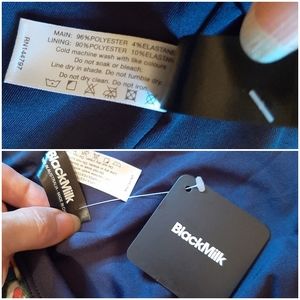 MAIN: 96%POLYESTER 4%ELASTANE
LINING: 90%POLYESTER 10%ELASTANE
Cold machine wash with like colours
Do not soak or bleach.
Line dry in shade. Do not tumble dry.
Do not dry clean. Do not iron.
RN144797
BlackMilk
BlackMilk